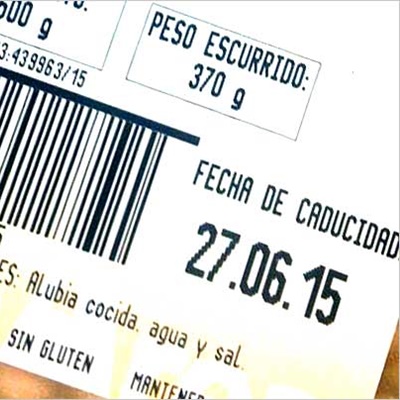 500 g
PESO ESCURRIDO:
370 g
3:439963/15
FECHA DE CADUCIDAD
27.06.15
ES: Alubia cocida, agua y sal.
SIN GLUTEN
MANTENER